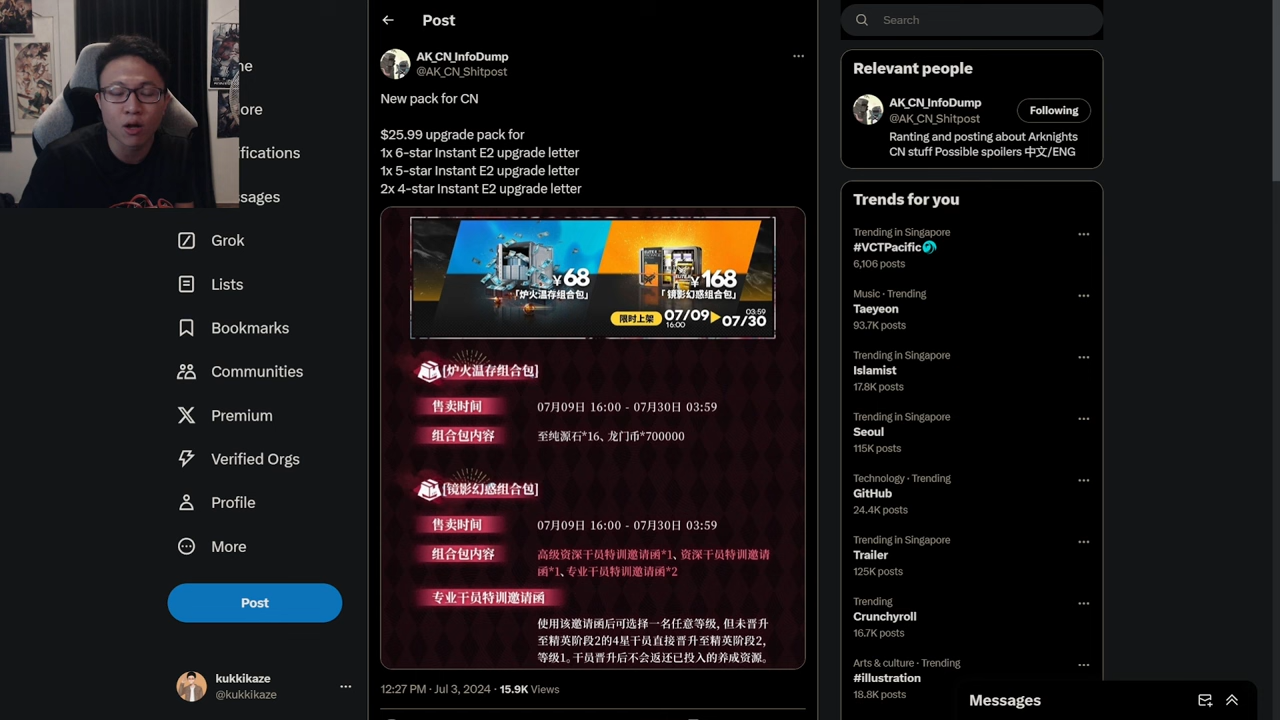 Post
AK_CN_InfoDump
@AK_CN_Shitpost
New pack for CN
$25.99 upgrade pack for
1x 6-star Instant E2 upgrade letter
1x 5-star Instant E2 upgrade letter
2x 4-star Instant E2 upgrade letter
¥68
「炉火温存组合包」
¥168
「镜影幻惑组合包」
限时上架 07/09 16:00 07/30 03:59
[炉火温存组合包]
售卖时间 07月09日 16:00 - 07月30日 03:59
组合包内容 至纯源石*16、龙门币*700000
[镜影幻惑组合包]
售卖时间 07月09日 16:00 - 07月30日 03:59
组合包内容 高级资深干员特训邀请函*1、资深干员特训邀请
函*1、专业干员特训邀请函*2
专业干员特训邀请函
使用该邀请函后可选择一名任意等级，但未晋升
至精英阶段2的4星干员直接晋升至精英阶段2，
等级1。干员晋升后不会返还已投入的养成资源。
12:27 PM · Jul 3, 2024 · 15.9K Views
me
ore
ifications
sages
Grok
Lists
Bookmarks
Communities
Premium
Verified Orgs
Profile
More
Post
kukkikaze
@kukkikaze
Search
Relevant people
AK_CN_InfoDump
@AK_CN_Shitpost
Following
Ranting and posting about Arknights
CN stuff Possible spoilers 中文/ENG
Trends for you
Trending in Singapore
#VCTPacific
6,106 posts
Music · Trending
Taeyeon
93.7K posts
Trending in Singapore
Islamist
17.8K posts
Trending in Singapore
Seoul
115K posts
Technology · Trending
GitHub
24.4K posts
Trending in Singapore
Trailer
125K posts
Trending
Crunchyroll
16.7K posts
Arts & culture · Trending
#illustration
18.8K posts
Messages